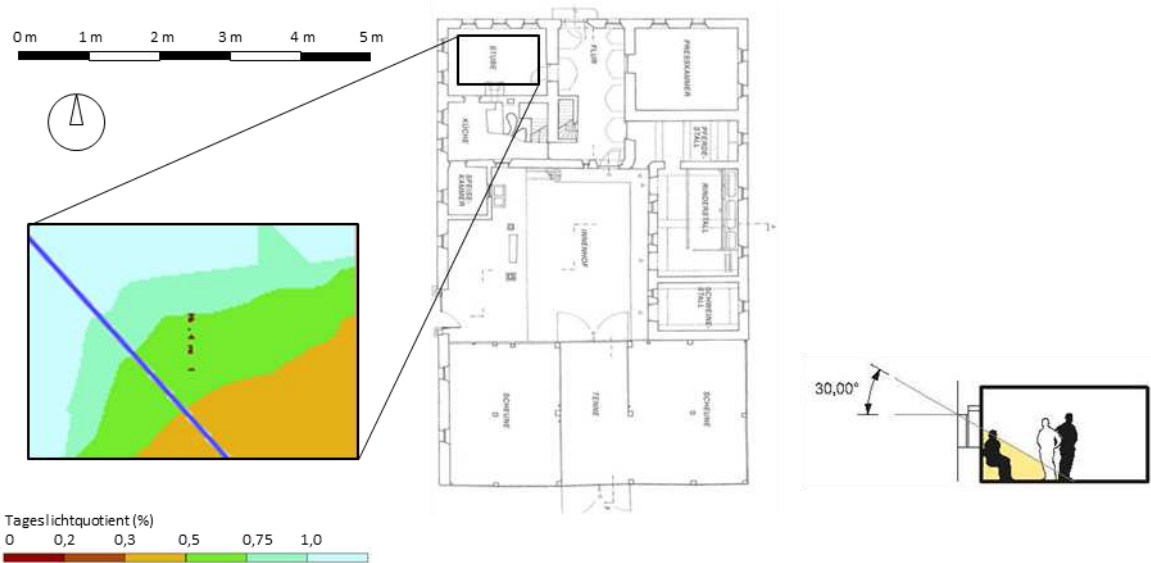 0 m 1 m 2 m 3 m 4 m 5 m
STUBE
FLUR
PRESSKAMMER
KÜCHE
PFERDE-
STALL
SPEISE-
KAMMER
RINDERSTALL
INNENHOF
SCHWEINE-
STALL
SCHEUNE
TENNE
SCHEUNE
30,00°
Tageslichtquotient (%)
0 0,2 0,3 0,5 0,75 1,0